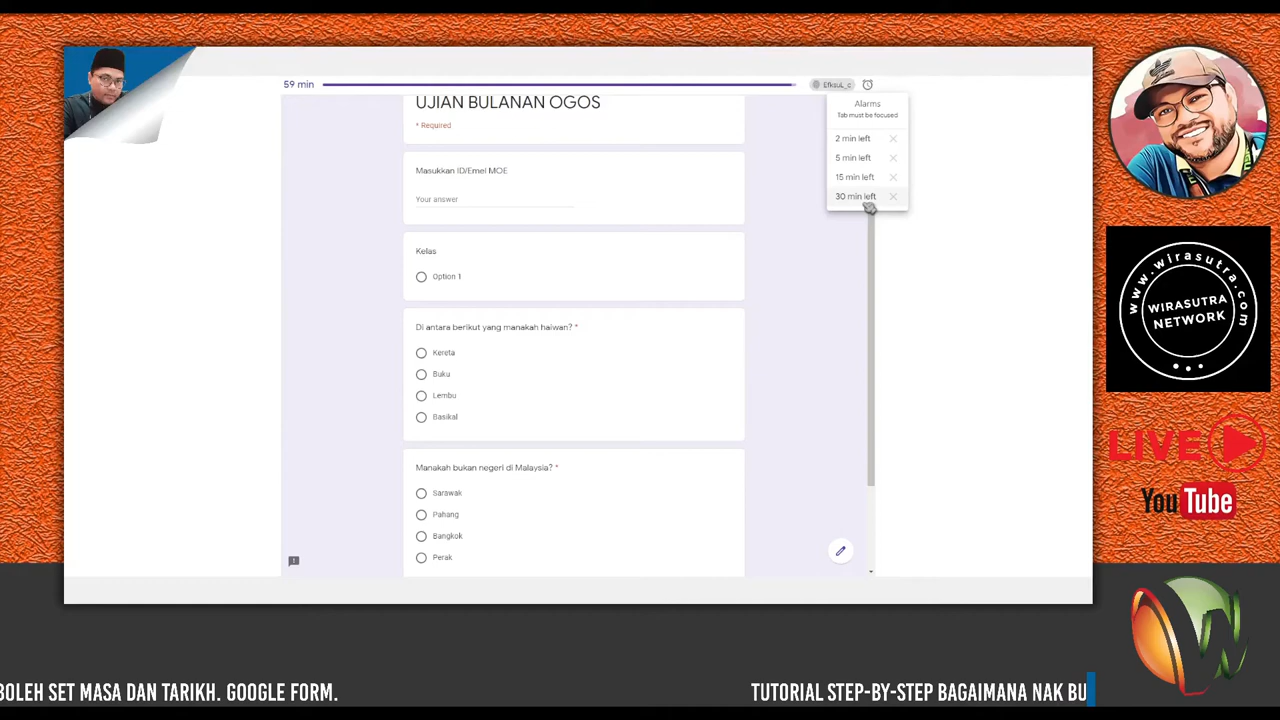 59 min
EfksuL_c
UJIAN BULANAN OGOS
* Required
Alarms
Tab must be focused
2 min left
5 min left
15 min left
30 min left
Masukkan ID/Emel MOE
Your answer
Kelas
Option 1
Di antara berikut yang manakah haiwan? *
Kereta
Buku
Lembu
Basikal
Manakah bukan negeri di Malaysia? *
Sarawak
Pahang
Bangkok
Perak
www.wirasutra.com
WIRASUTRA
NETWORK
LIVE
YouTube
BOLEH SET MASA DAN TARIKH. GOOGLE FORM.
TUTORIAL STEP-BY-STEP BAGAIMANA NAK BU